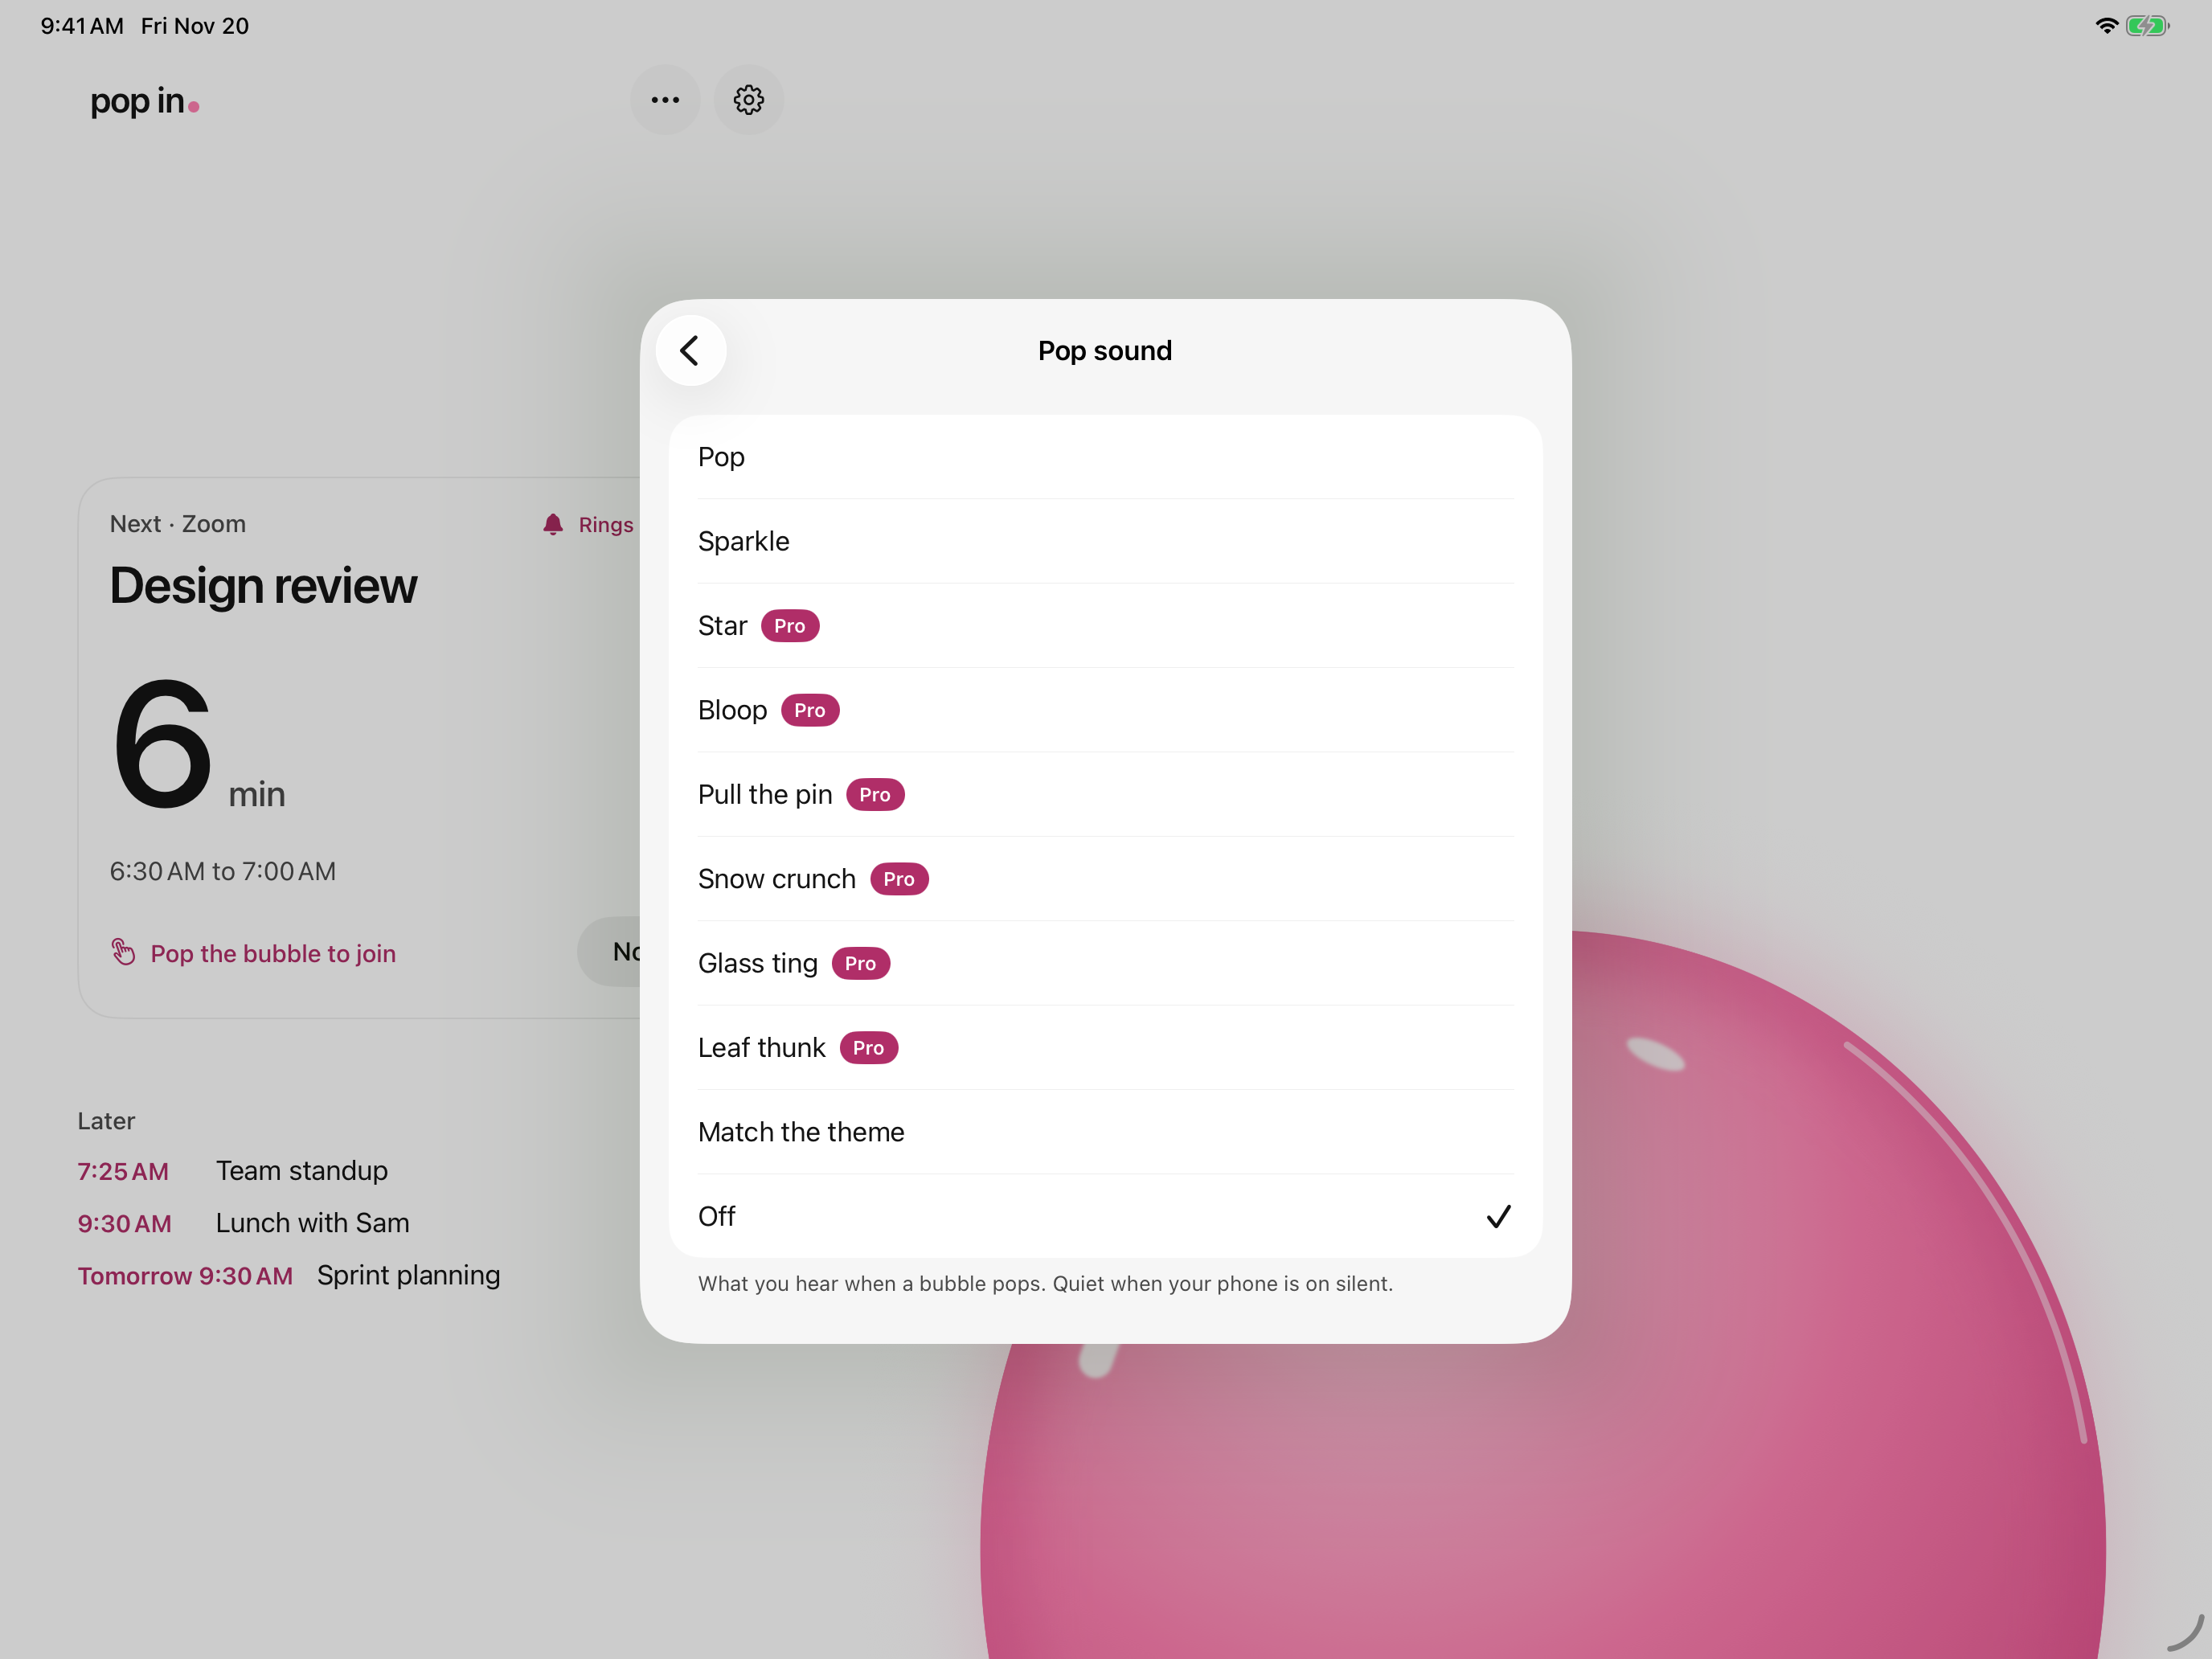 9:41 AM Fri Nov 20
pop in
Pop sound
Pop
Sparkle
Star Pro
Bloop Pro
Pull the pin Pro
Snow crunch Pro
Glass ting Pro
Leaf thunk Pro
Match the theme
Off
What you hear when a bubble pops. Quiet when your phone is on silent.
Next · Zoom
Rings
Design review
6 min
6:30 AM to 7:00 AM
Pop the bubble to join
Later
7:25 AM Team standup
9:30 AM Lunch with Sam
Tomorrow 9:30 AM Sprint planning